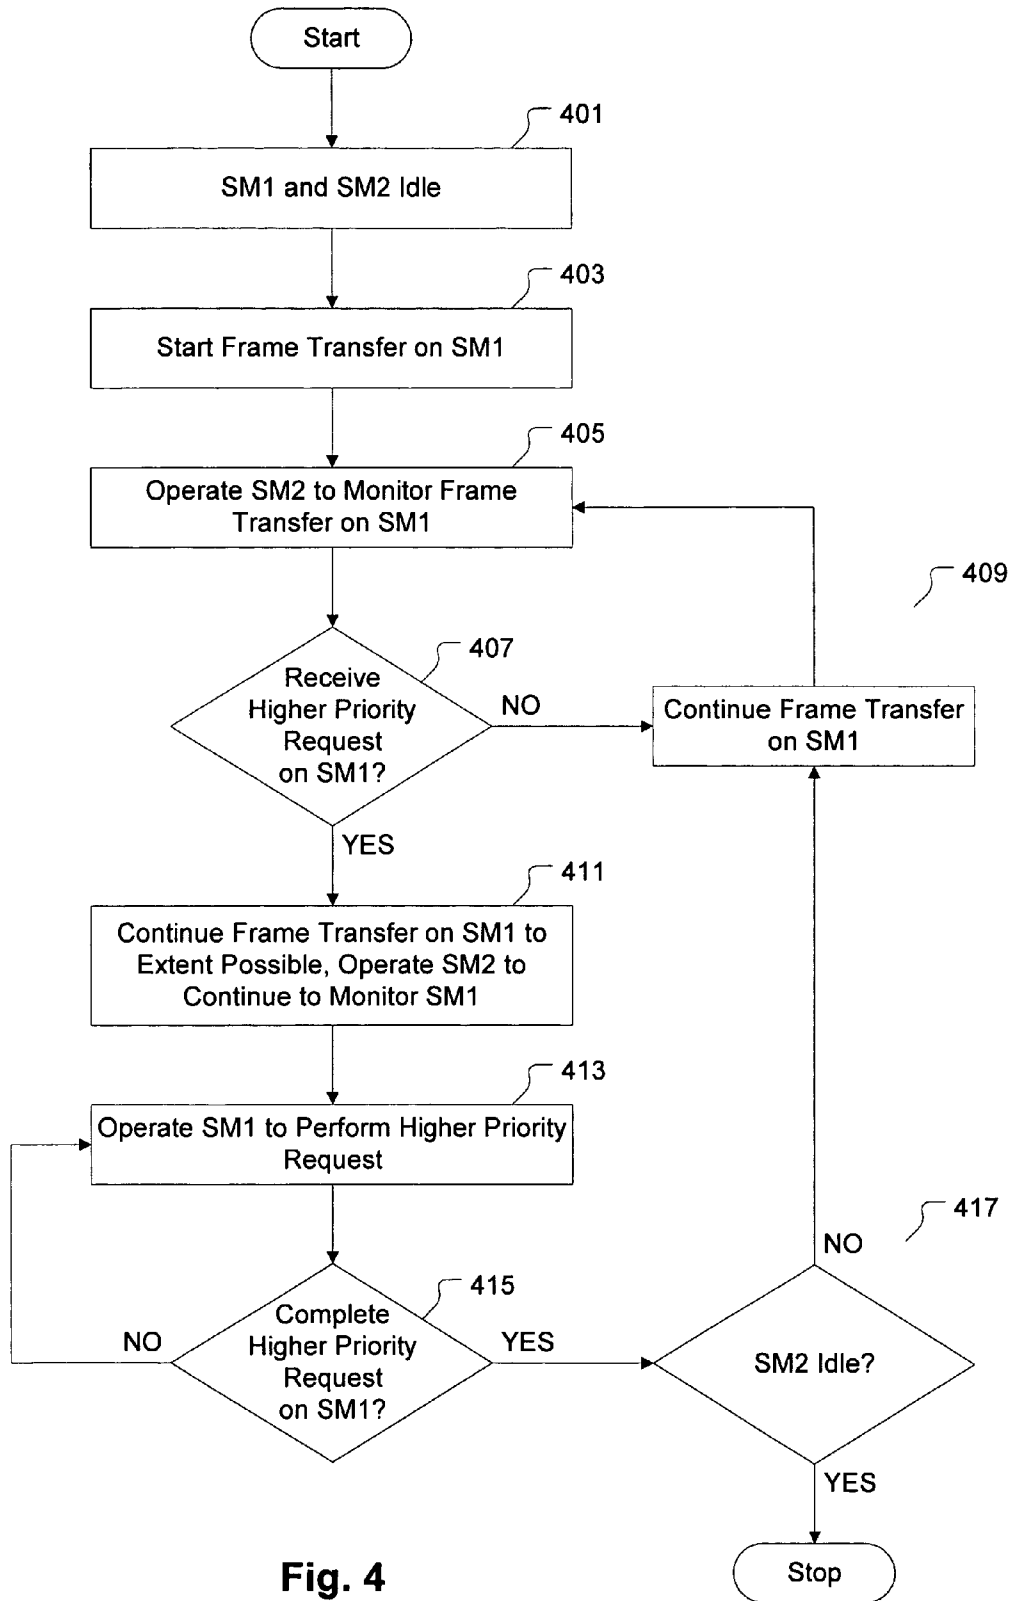 Start
401
SM1 and SM2 Idle
403
Start Frame Transfer on SM1
405
Operate SM2 to Monitor Frame
Transfer on SM1
409
407
Receive
Higher Priority
Request
on SM1?
NO
Continue Frame Transfer
on SM1
YES
411
Continue Frame Transfer on SM1 to
Extent Possible, Operate SM2 to
Continue to Monitor SM1
413
Operate SM1 to Perform Higher Priority
Request
417
NO
415
Complete
Higher Priority
Request
on SM1?
NO
YES
SM2 Idle?
YES
Stop
Fig. 4